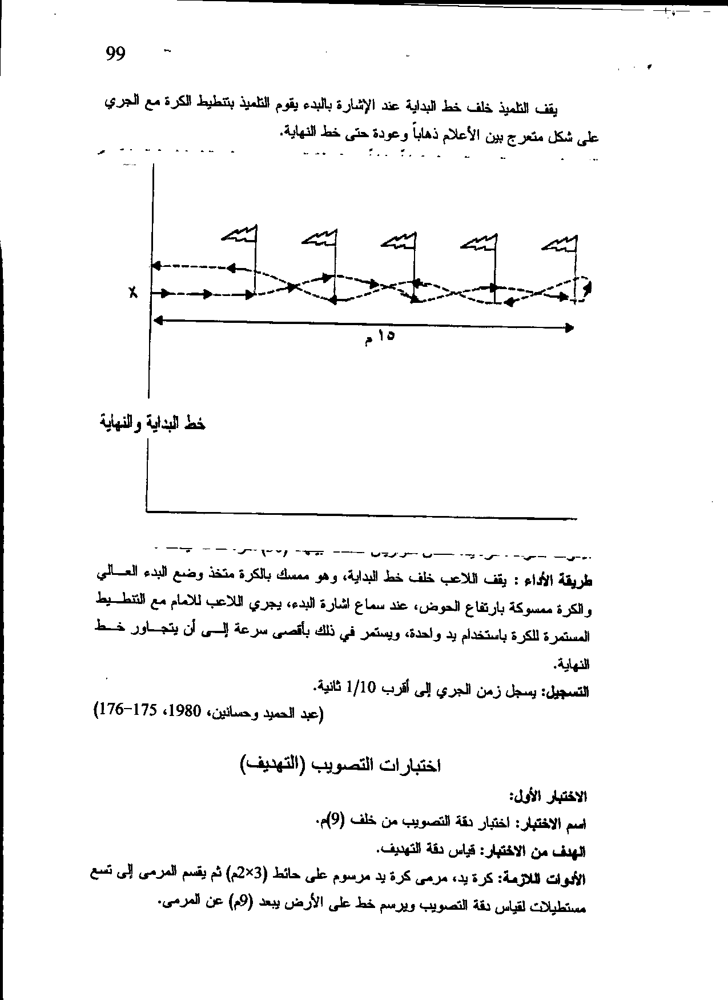 99
يقف التلميذ خلف خط البداية عند الإشارة بالبدء يقوم التلميذ بتنطيط الكرة مع الجري
على شكل متعرج بين الأعلام ذهاباً وعودة حتى خط النهاية.
X
١٥ م
خط البداية والنهاية
طريقة الأداء : يقف اللاعب خلف خط البداية، وهو ممسك بالكرة متخذ وضع البدء العــالي
والكرة ممسوكة بارتفاع الحوض، عند سماع اشارة البدء، يجري اللاعب للامام مع التنطــيط
المستمرة للكرة باستخدام يد واحدة، ويستمر في ذلك بأقصى سرعة إلــى أن يتجــاور خــط
النهاية.
التسجيل: يسجل زمن الجري إلى أقرب 1/10 ثانية.
(عبد الحميد وحسانين، 1980، 175-176)
اختبارات التصويب (التهديف)
الاختبار الأول:
اسم الاختبار: اختبار دقة التصويب من خلف (9)م.
الهدف من الاختبار: قياس دقة التهديف.
الأدوات اللازمة: كرة يد، مرمى كرة يد مرسوم على حائط (3×2م) ثم يقسم المرمى إلى تسع
مستطيلات لقياس دقة التصويب ويرسم خط على الأرض يبعد (9م) عن المرمى.